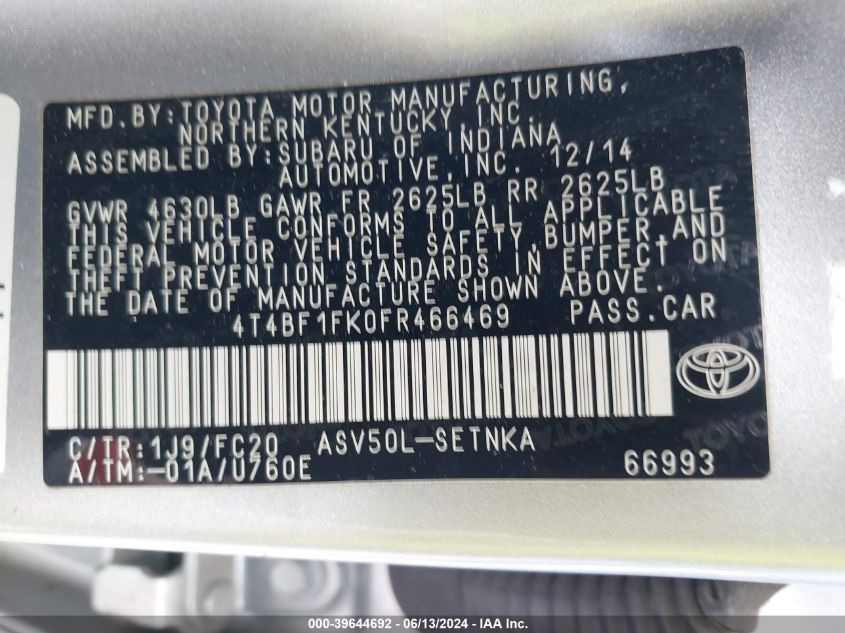 MFD.BY:TOYOTA MOTOR MANUFACTURING,
NORTHERN KENTUCKY, INC.
ASSEMBLED BY:SUBARU OF INDIANA
AUTOMOTIVE,INC. 12/14
GVWR 4630LB GAWR FR 2625LB RR 2625LB
THIS VEHICLE CONFORMS TO ALL APPLICABLE
FEDERAL MOTOR VEHICLE SAFETY,BUMPER,AND
THEFT PREVENTION STANDARDS IN EFFECT ON
THE DATE OF MANUFACTURE SHOWN ABOVE.
4T4BF1FK0FR466469 PASS.CAR
C/TR:1J9/FC20 ASV50L-SETNKA
A/TM:-01A/U760E 66993
000-39644692 - 06/13/2024 - IAA Inc.